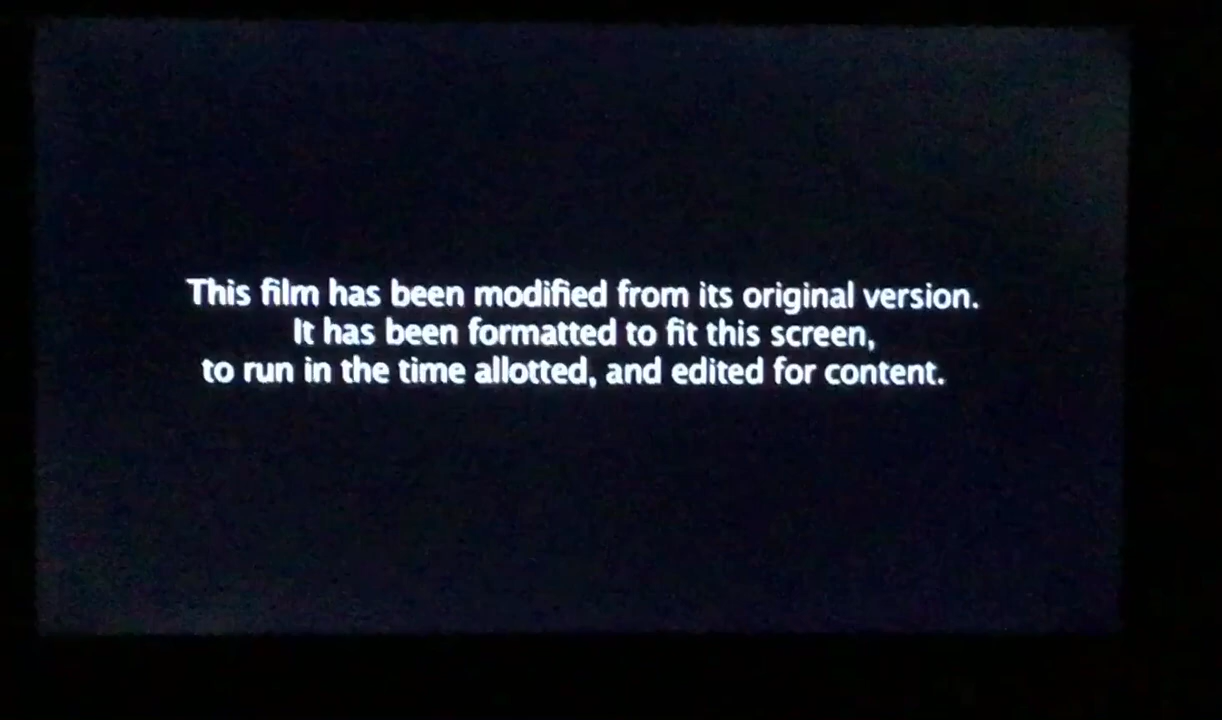 This film has been modified from its original version.
It has been formatted to fit this screen,
to run in the time allotted, and edited for content.